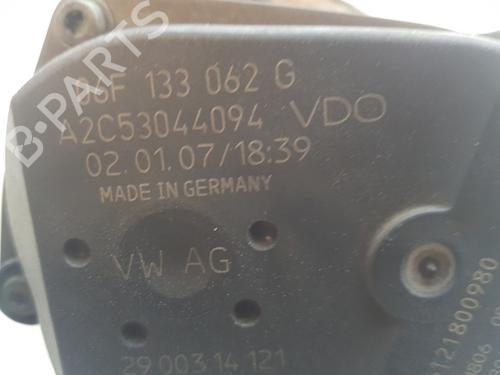 06F 133 062 G
A2C53044094 VDO
02.01.07/18:39
MADE IN GERMANY
VW AG
29 003 14 121
121800980
B-PARTS